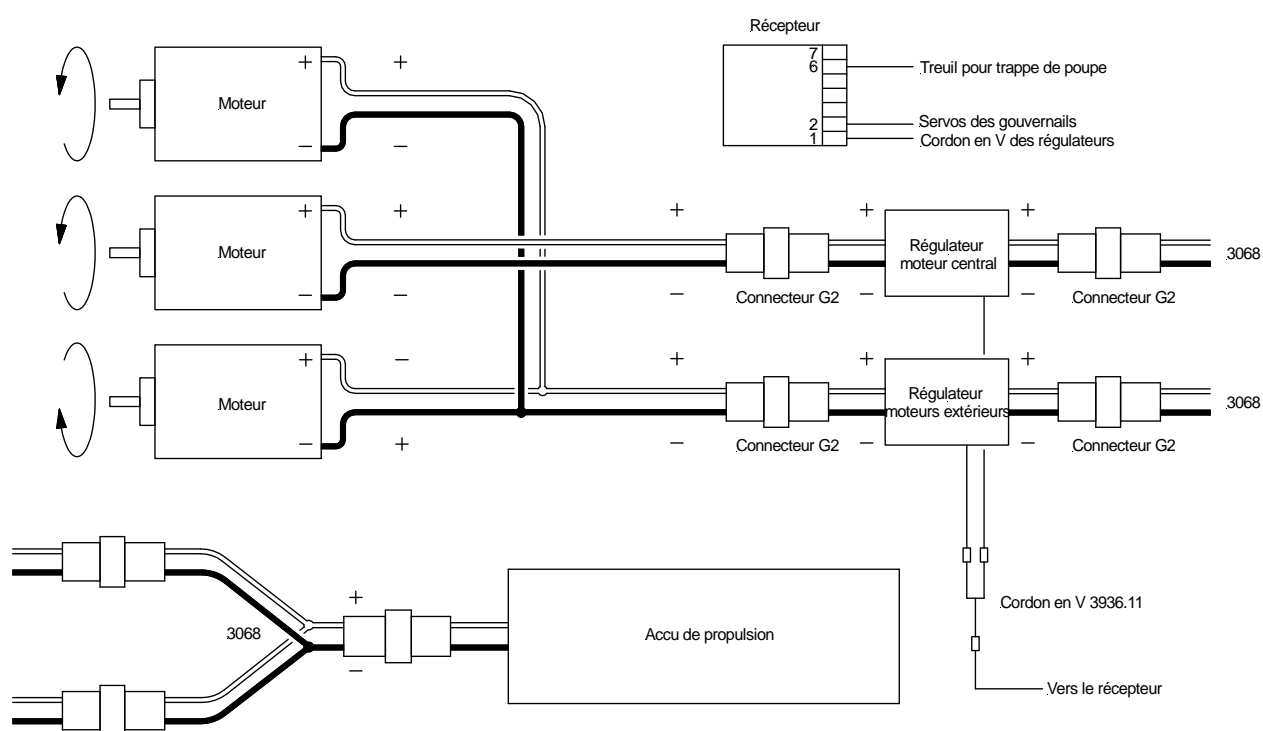 Récepteur
7
6
Treuil pour trappe de poupe
2
Servos des gouvernails
1
Cordon en V des régulateurs
+ +
Moteur
− −
+ + + + +
Moteur
Régulateur
moteur central
3068
− − − − −
Connecteur G2
Connecteur G2
+ − + + +
Moteur
Régulateur
moteurs extérieurs
3068
− + − − −
Connecteur G2
Connecteur G2
+
3068
Accu de propulsion
−
Cordon en V 3936.11
Vers le récepteur